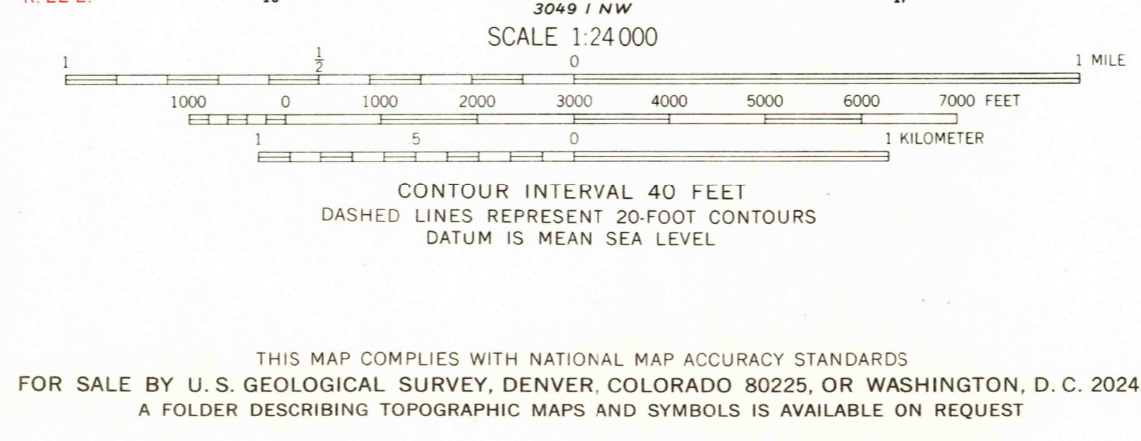 3049 I NW
SCALE 1:24 000
1 1/2 0 1 MILE
1000 0 1000 2000 3000 4000 5000 6000 7000 FEET
1 5 0 1 KILOMETER
CONTOUR INTERVAL 40 FEET
DASHED LINES REPRESENT 20-FOOT CONTOURS
DATUM IS MEAN SEA LEVEL
THIS MAP COMPLIES WITH NATIONAL MAP ACCURACY STANDARDS
FOR SALE BY U. S. GEOLOGICAL SURVEY, DENVER, COLORADO 80225, OR WASHINGTON, D. C. 2024
A FOLDER DESCRIBING TOPOGRAPHIC MAPS AND SYMBOLS IS AVAILABLE ON REQUEST